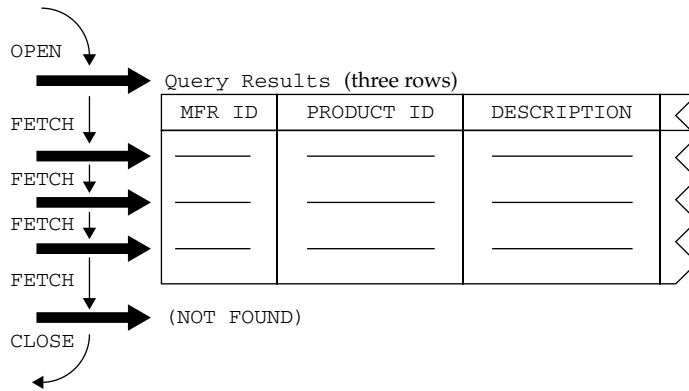 OPEN
Query Results (three rows)
MFR ID PRODUCT ID DESCRIPTION
FETCH
FETCH
FETCH
FETCH
(NOT FOUND)
CLOSE